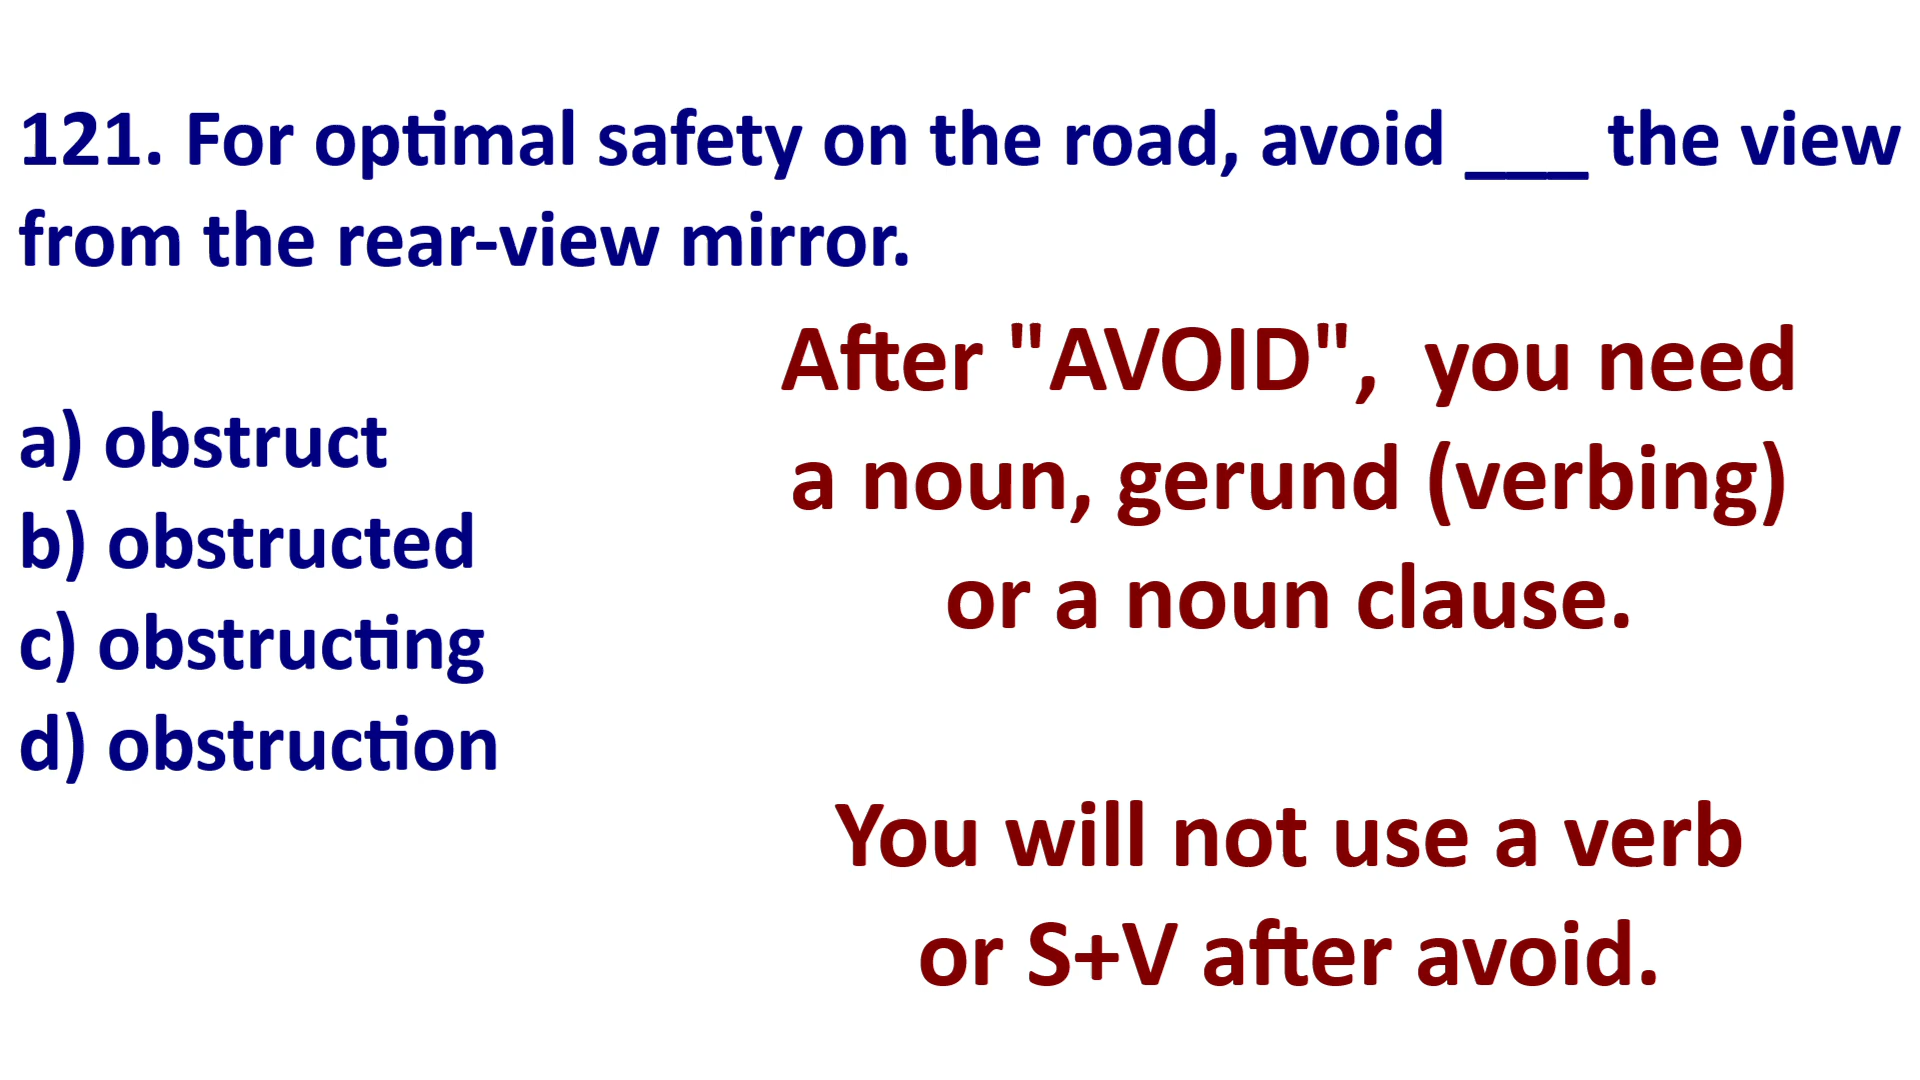 121. For optimal safety on the road, avoid ___ the view
from the rear-view mirror.
a) obstruct
b) obstructed
c) obstructing
d) obstruction
After "AVOID",  you need
a noun, gerund (verbing)
or a noun clause.
You will not use a verb
or S+V after avoid.